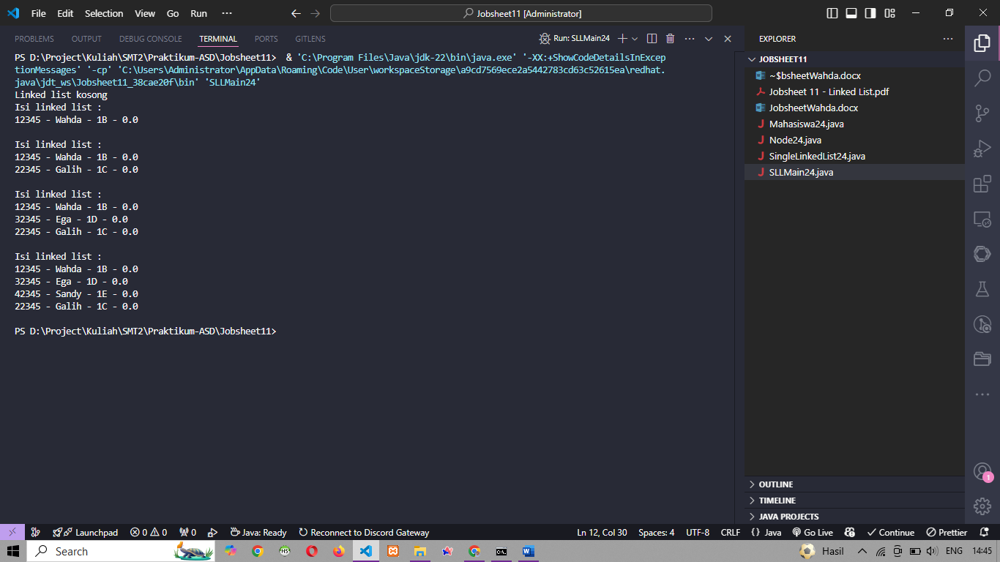 File Edit Selection View Go Run ··· Jobsheet11 [Administrator]
PROBLEMS OUTPUT DEBUG CONSOLE TERMINAL PORTS GITLENS Run: SLLMain24
PS D:\Project\Kuliah\SMT2\Praktikum-ASD\Jobsheet11> & 'C:\Program Files\Java\jdk-22\bin\java.exe' '-XX:+ShowCodeDetailsInExcep
tionMessages' '-cp' 'C:\Users\Administrator\AppData\Roaming\Code\User\workspaceStorage\a9cd7569ece2a5442783cd63c52615ea\redhat.
java\jdt_ws\Jobsheet11_38cae20f\bin' 'SLLMain24'
Linked list kosong
Isi linked list :
12345 - Wahda - 1B - 0.0
Isi linked list :
12345 - Wahda - 1B - 0.0
22345 - Galih - 1C - 0.0
Isi linked list :
12345 - Wahda - 1B - 0.0
32345 - Ega - 1D - 0.0
22345 - Galih - 1C - 0.0
Isi linked list :
12345 - Wahda - 1B - 0.0
32345 - Ega - 1D - 0.0
42345 - Sandy - 1E - 0.0
22345 - Galih - 1C - 0.0
PS D:\Project\Kuliah\SMT2\Praktikum-ASD\Jobsheet11>
EXPLORER
JOBSHEET11
~$bsheetWahda.docx
Jobsheet 11 - Linked List.pdf
JobsheetWahda.docx
Mahasiswa24.java
Node24.java
SingleLinkedList24.java
SLLMain24.java
OUTLINE
TIMELINE
JAVA PROJECTS
1
Launchpad 0 0 0 Java: Ready Reconnect to Discord Gateway Ln 12, Col 30 Spaces: 4 UTF-8 CRLF {} Java Go Live Continue Prettier
Search Hasil ENG 14:45